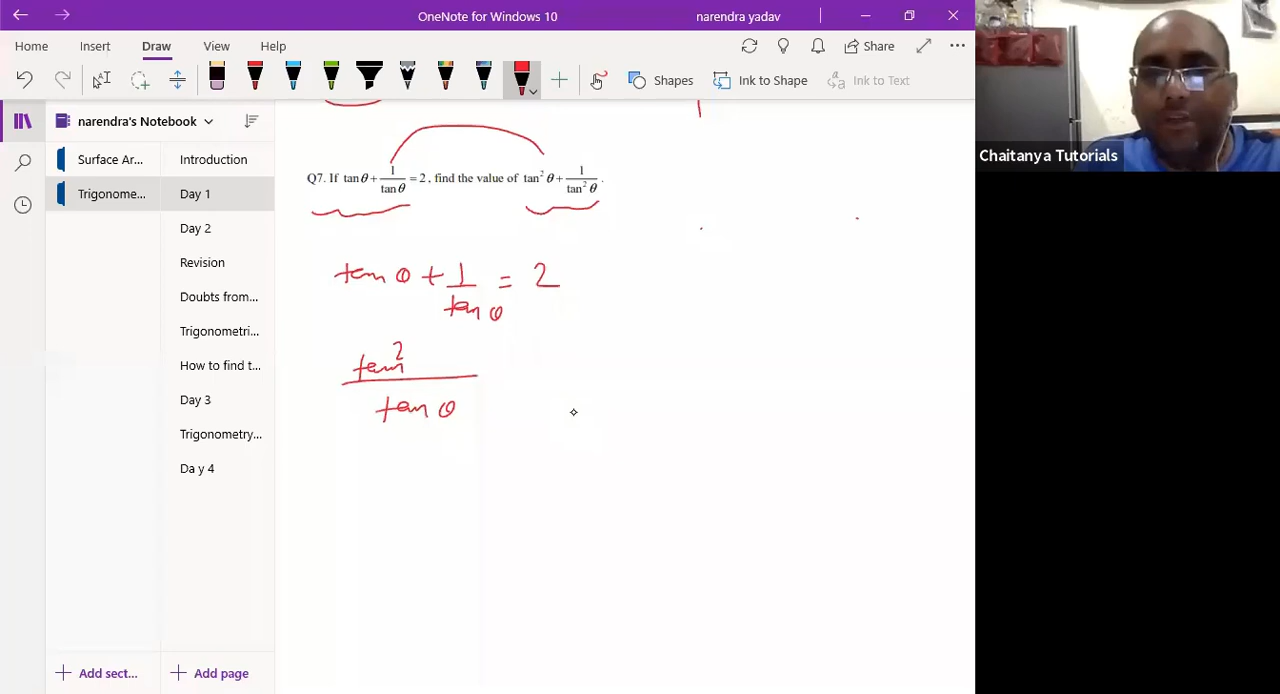 OneNote for Windows 10
narendra yadav
Home Insert Draw View Help
Share
Shapes Ink to Shape Ink to Text
narendra's Notebook
Surface Ar...
Trigonome...
Introduction
Day 1
Day 2
Revision
Doubts from...
Trigonometri...
How to find t...
Day 3
Trigonometry...
Da y 4
Add sect...
Add page
Q7. If tanθ + 1/tanθ = 2, find the value of tan² θ + 1/tan² θ.
tan θ + 1/tan θ = 2
tan²/tan θ
Chaitanya Tutorials